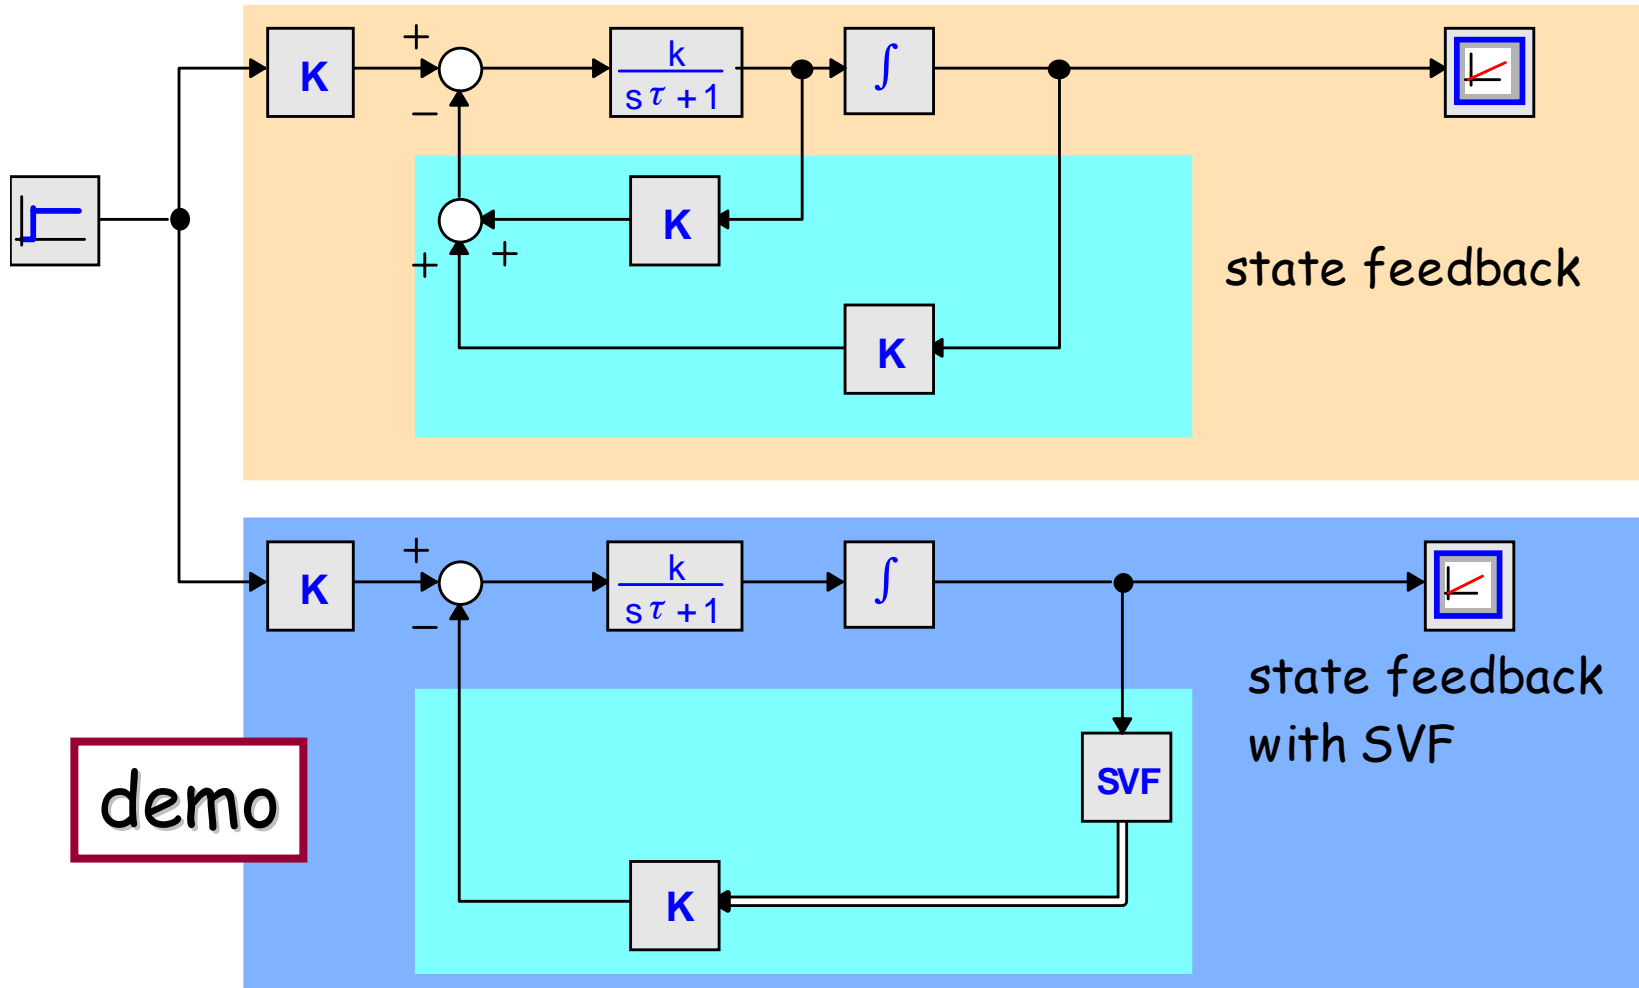 K
+
−
k
sτ+1
∫
K
+
+
K
state feedback
K
+
−
k
sτ+1
∫
state feedback
with SVF
SVF
demo
K